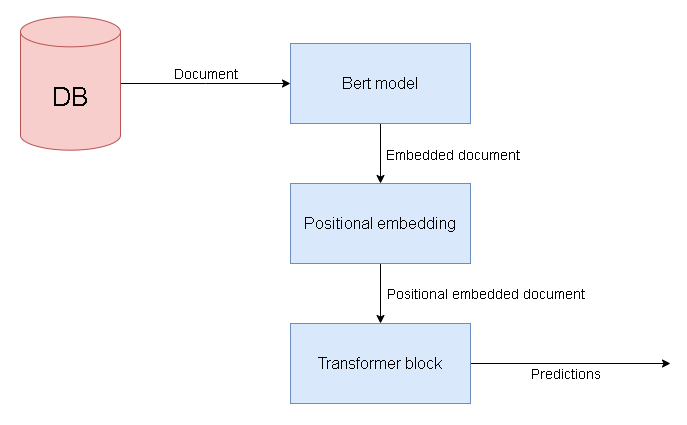 DB
Document
Bert model
Embedded document
Positional embedding
Positional embedded document
Transformer block
Predictions